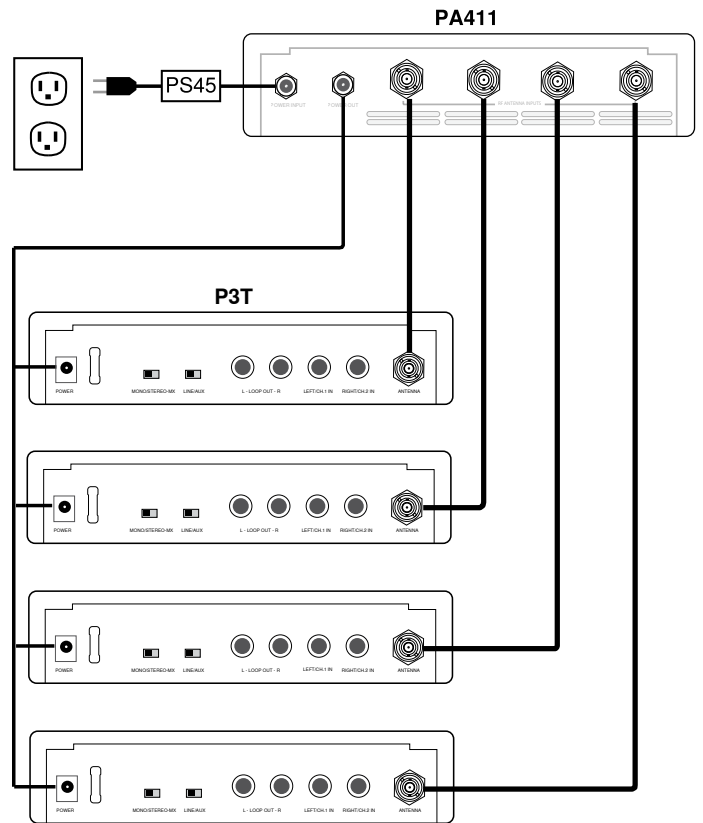 PA411
PS45
POWER INPUT
POWER OUT
RF ANTENNA INPUTS
P3T
POWER
MONO/STEREO-MX
LINE/AUX
L - LOOP OUT - R
LEFT/CH.1 IN
RIGHT/CH.2 IN
ANTENNA
POWER
MONO/STEREO-MX
LINE/AUX
L - LOOP OUT - R
LEFT/CH.1 IN
RIGHT/CH.2 IN
ANTENNA
POWER
MONO/STEREO-MX
LINE/AUX
L - LOOP OUT - R
LEFT/CH.1 IN
RIGHT/CH.2 IN
ANTENNA
POWER
MONO/STEREO-MX
LINE/AUX
L - LOOP OUT - R
LEFT/CH.1 IN
RIGHT/CH.2 IN
ANTENNA